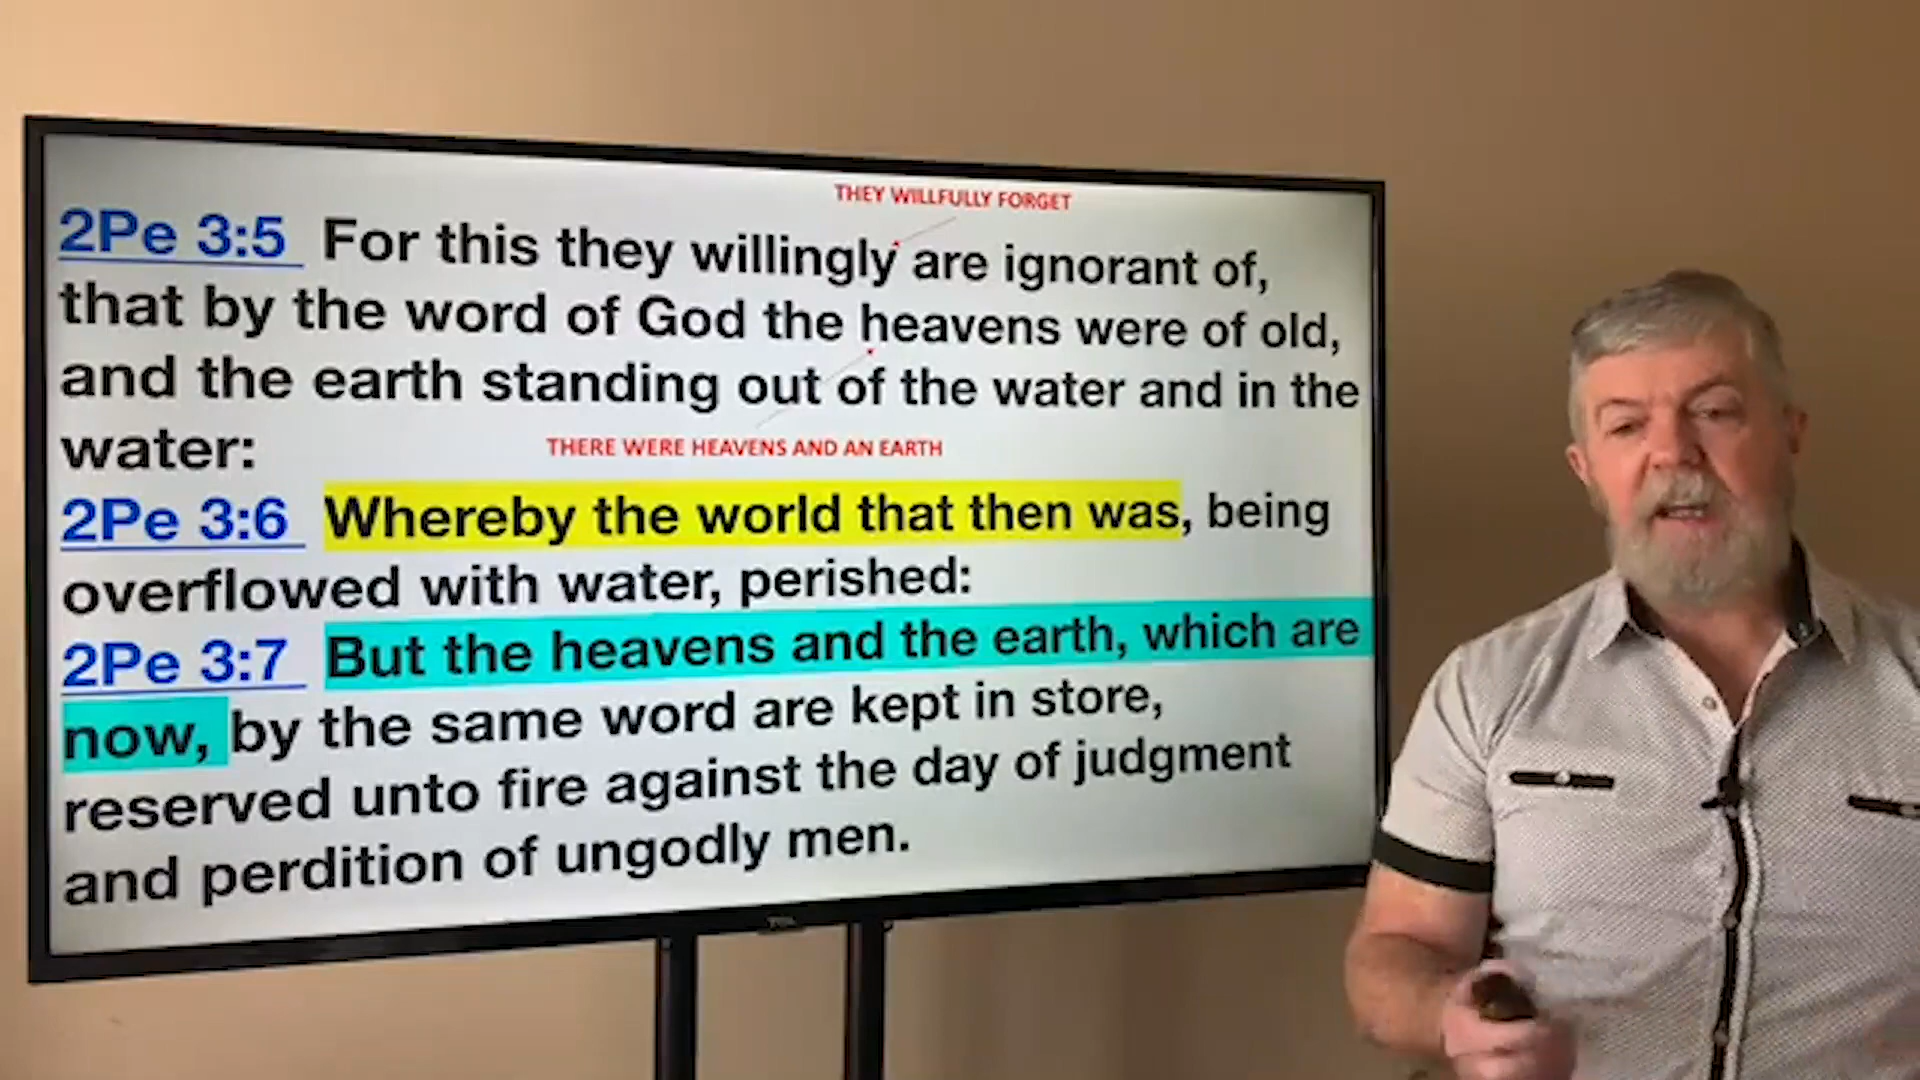 THEY WILLFULLY FORGET
2Pe 3:5 For this they willingly are ignorant of,
that by the word of God the heavens were of old,
and the earth standing out of the water and in the
water:
THERE WERE HEAVENS AND AN EARTH
2Pe 3:6 Whereby the world that then was, being
overflowed with water, perished:
2Pe 3:7 But the heavens and the earth, which are
now, by the same word are kept in store,
reserved unto fire against the day of judgment
and perdition of ungodly men.
TCL